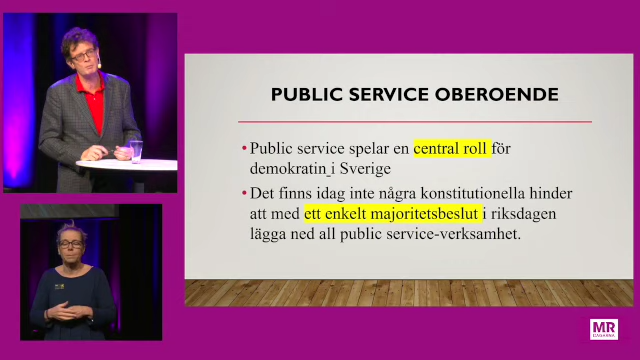 PUBLIC SERVICE OBEROENDE
•Public service spelar en central roll för
demokratin i Sverige
•Det finns idag inte några konstitutionella hinder
att med ett enkelt majoritetsbeslut i riksdagen
lägga ned all public service-verksamhet.
MR
DAGARNA